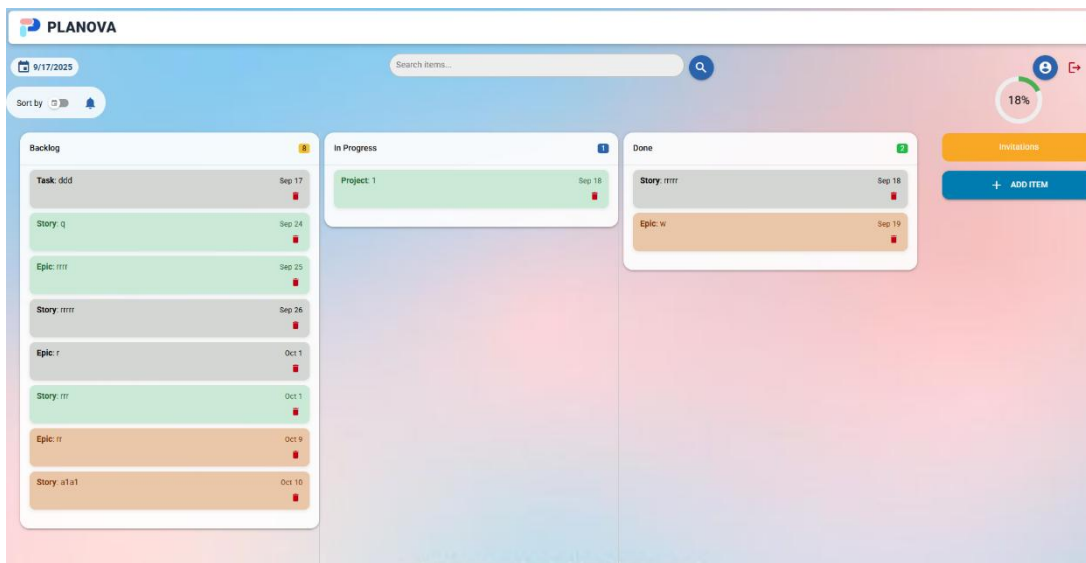 PLANOVA
9/17/2025
Search items...
Sort by
18%
Backlog 8
Task: ddd Sep 17
Story: q Sep 24
Epic: rrrr Sep 25
Story: rrrrr Sep 26
Epic: r Oct 1
Story: rrr Oct 1
Epic: rr Oct 9
Story: a1a1 Oct 10
In Progress 1
Project: 1 Sep 18
Done 2
Story: rrrrr Sep 18
Epic: w Sep 19
Invitations
+ ADD ITEM